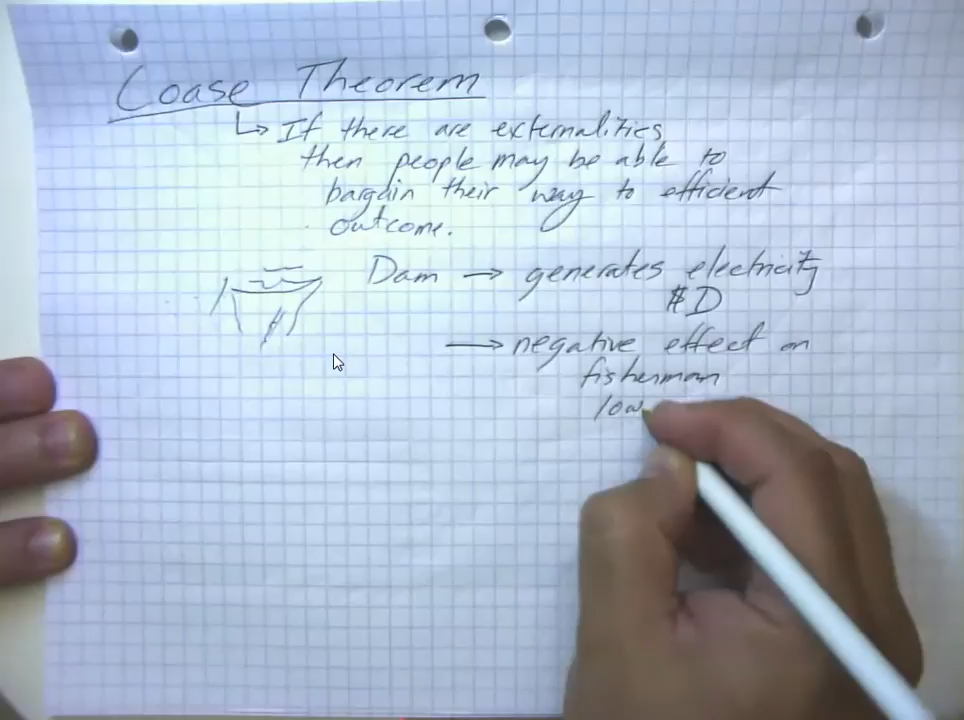 Coase Theorem
↳ If there are externalities
then people may be able to
bargain their way to efficient
outcome.
Dam → generates electricity
$D
→ negative effect on
fisherman
low